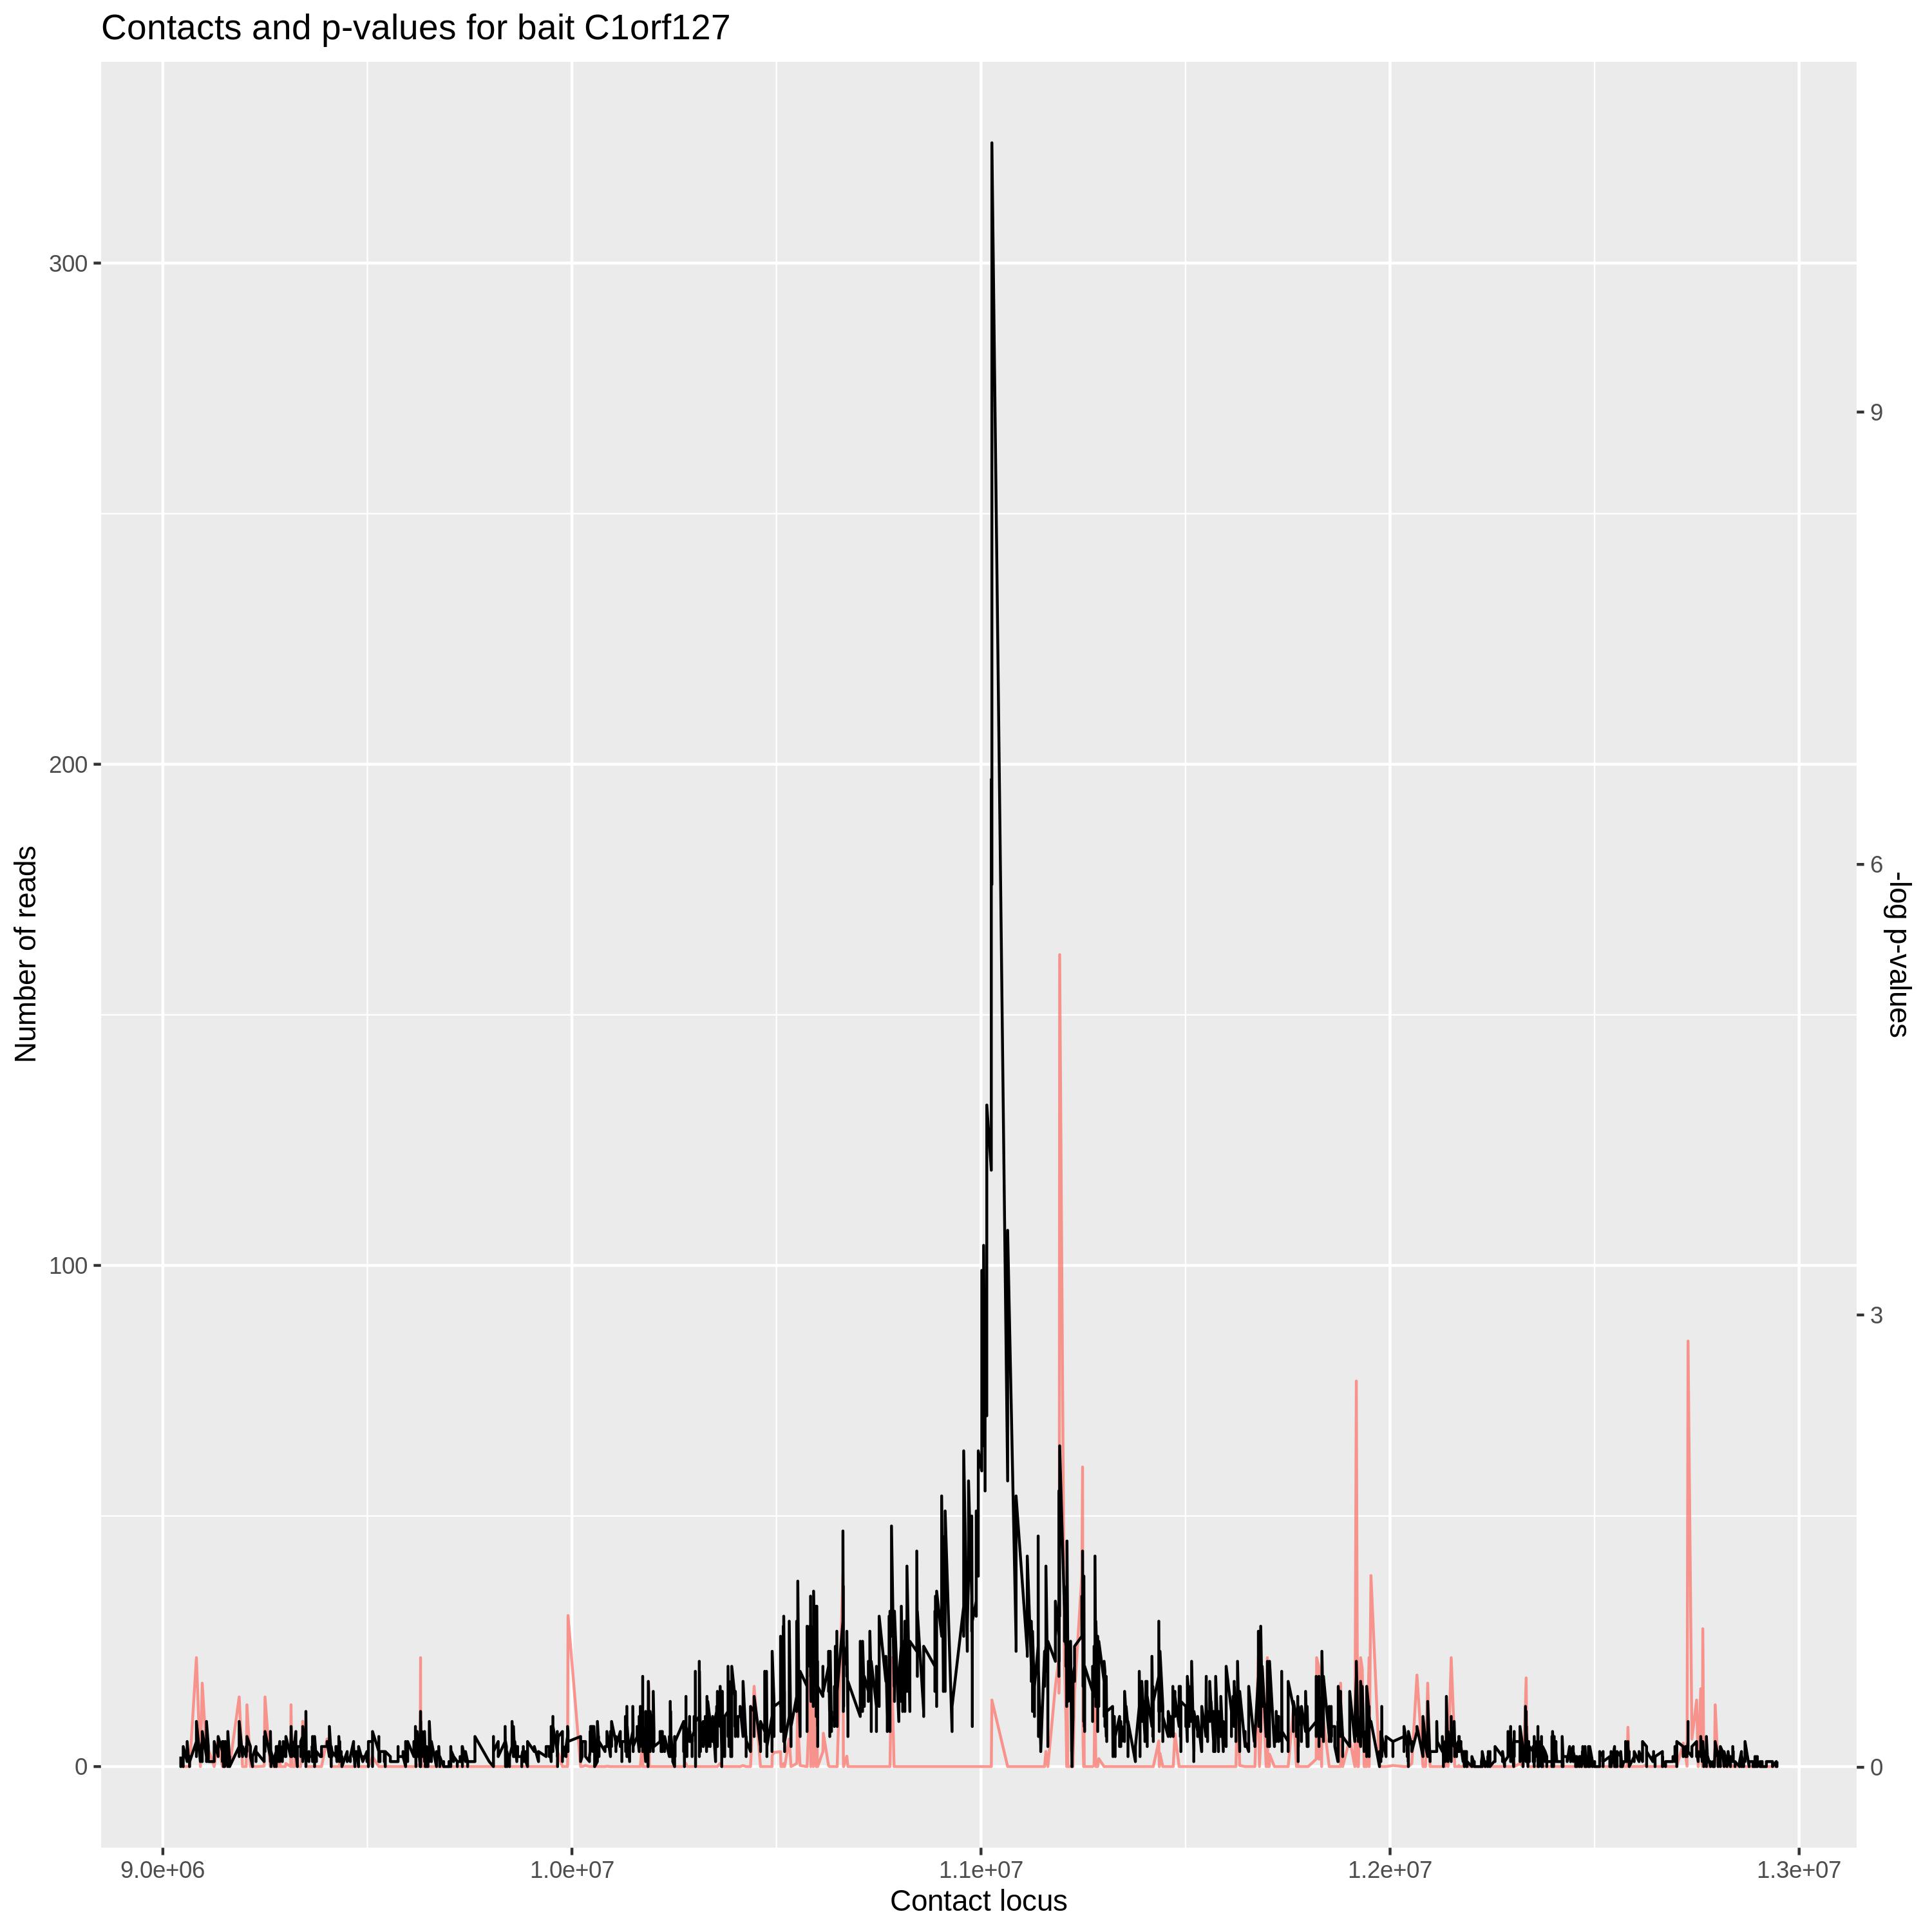 Contacts and p-values for bait C1orf127
300
200
100
0
Number of reads
9
6
3
0
-log p-values
9.0e+06 1.0e+07 1.1e+07 1.2e+07 1.3e+07
Contact locus